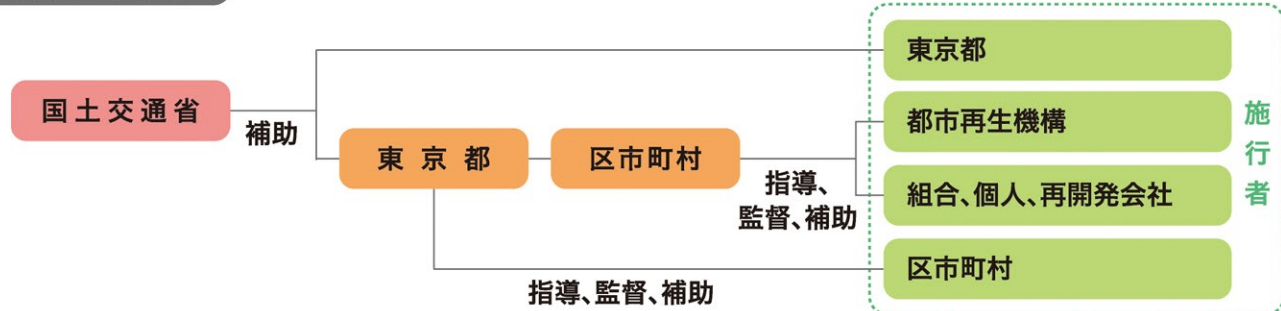 国土交通省
補助
東京都
区市町村
指導、
監督、補助
指導、監督、補助
東京都
都市再生機構
組合、個人、再開発会社
区市町村
施行者